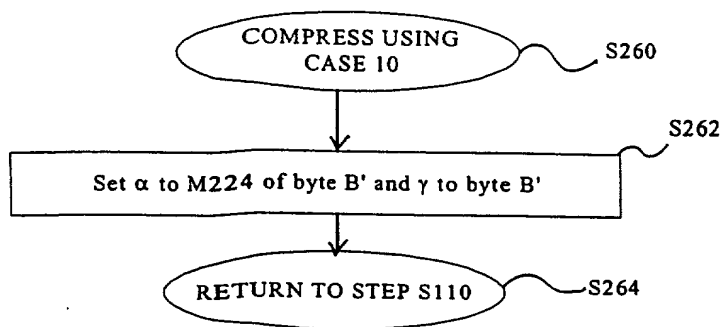 COMPRESS USING
CASE 10
S260
S262
Set α to M224 of byte B' and γ to byte B'
RETURN TO STEP S110
S264